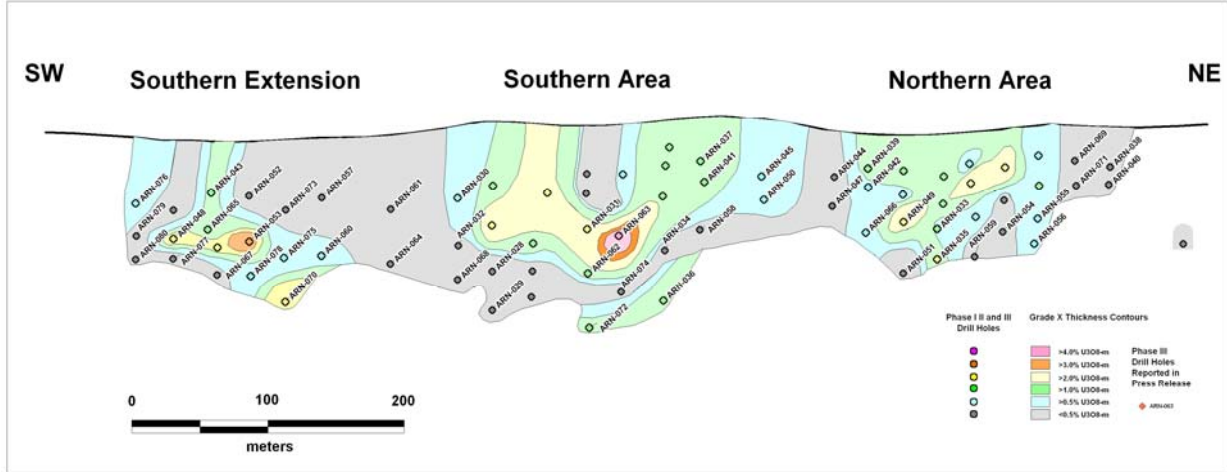 SW
Southern Extension
Southern Area
Northern Area
NE
ARN-076
ARN-079
ARN-080
ARN-048
ARN-077
ARN-043
ARN-065
ARN-067
ARN-052
ARN-053
ARN-078
ARN-073
ARN-075
ARN-070
ARN-057
ARN-060
ARN-061
ARN-064
ARN-030
ARN-032
ARN-068
ARN-028
ARN-029
ARN-031
ARN-062
ARN-072
ARN-063
ARN-074
ARN-034
ARN-036
ARN-037
ARN-041
ARN-058
ARN-045
ARN-050
ARN-044
ARN-047
ARN-039
ARN-042
ARN-066
ARN-049
ARN-051
ARN-033
ARN-035
ARN-059
ARN-054
ARN-055
ARN-056
ARN-069
ARN-071
ARN-038
ARN-040
0
100
200
meters
Phase I II and III
Drill Holes
Grade X Thickness Contours
>4.0% U3O8-m
>3.0% U3O8-m
>2.0% U3O8-m
>1.0% U3O8-m
>0.5% U3O8-m
<0.5% U3O8-m
Phase III
Drill Holes
Reported in
Press Release
ARN-063